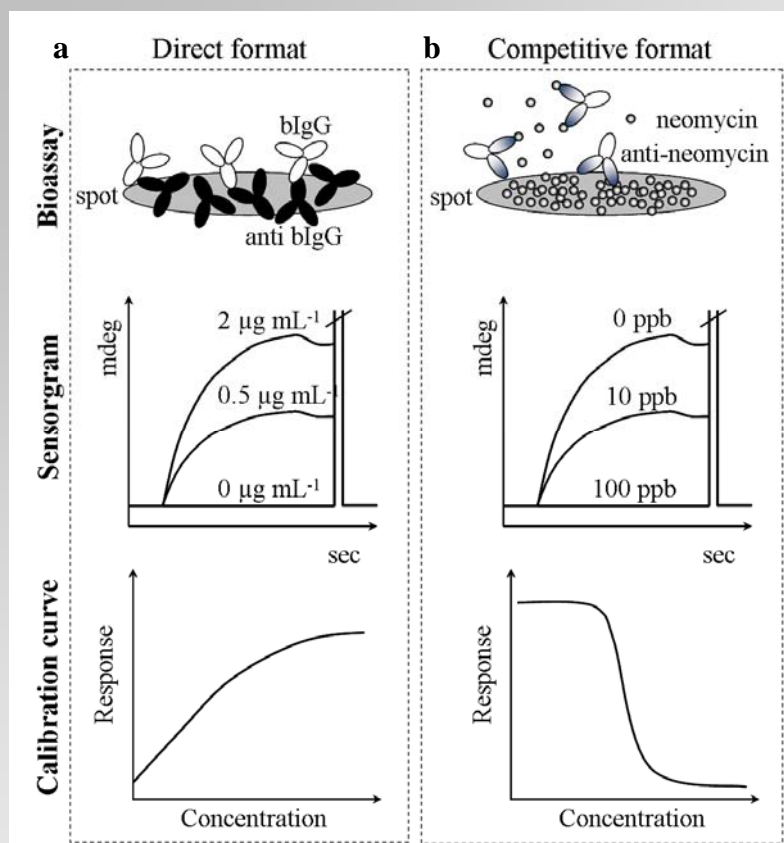 a Direct format
b Competitive format
Bioassay
bIgG
spot
anti bIgG
neomycin
anti-neomycin
spot
Sensorgram
mdeg
2 µg mL-1
0.5 µg mL-1
0 µg mL-1
sec
mdeg
0 ppb
10 ppb
100 ppb
sec
Calibration curve
Response
Concentration
Response
Concentration